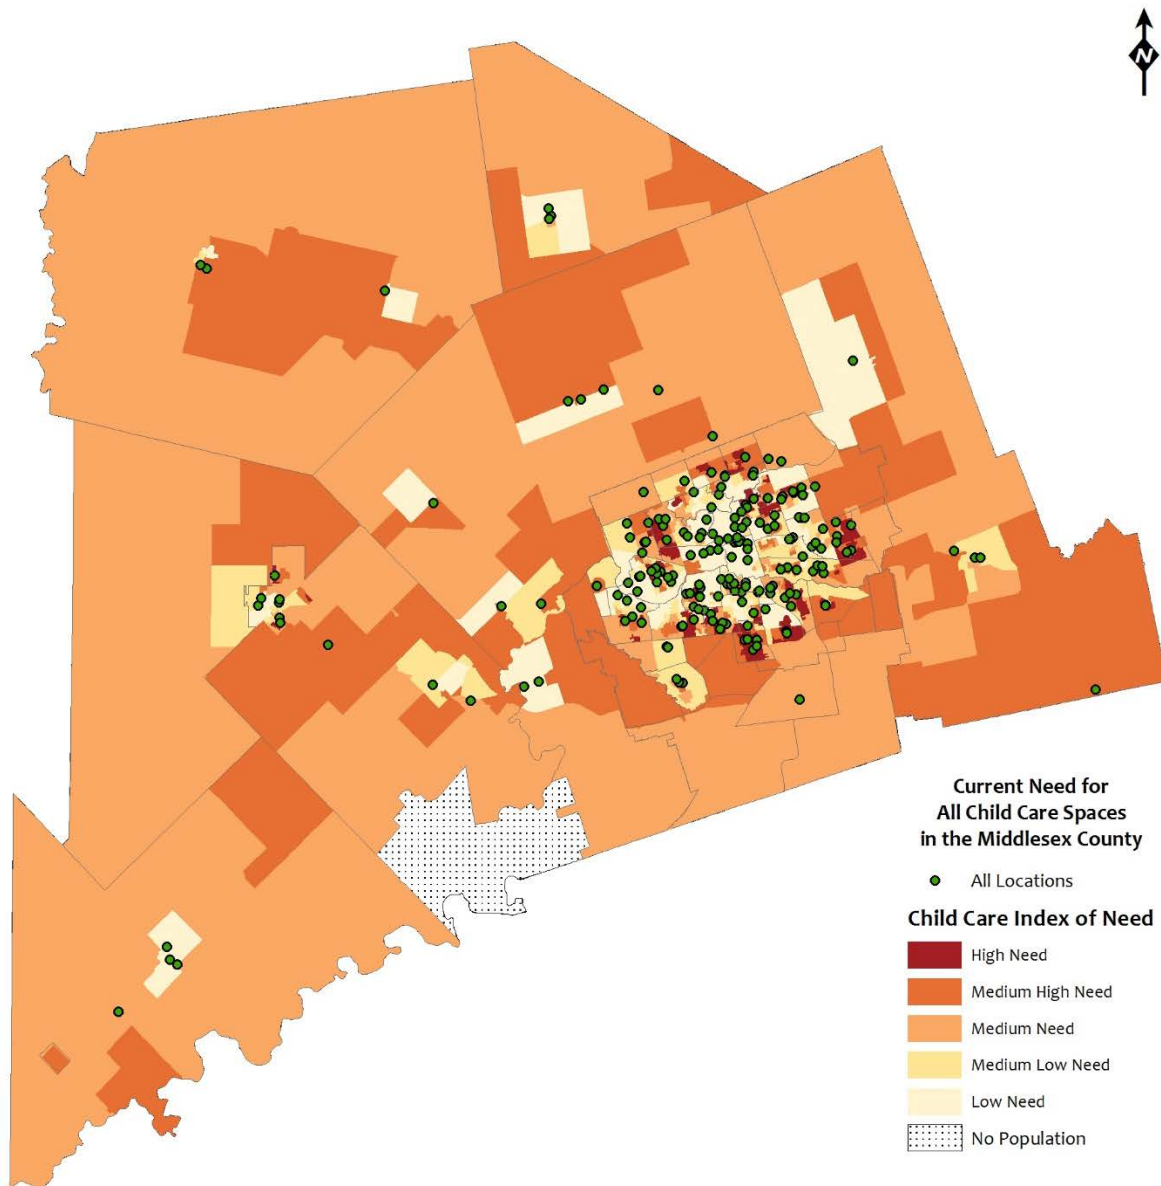 N
Current Need for
All Child Care Spaces
in the Middlesex County
All Locations
Child Care Index of Need
High Need
Medium High Need
Medium Need
Medium Low Need
Low Need
No Population